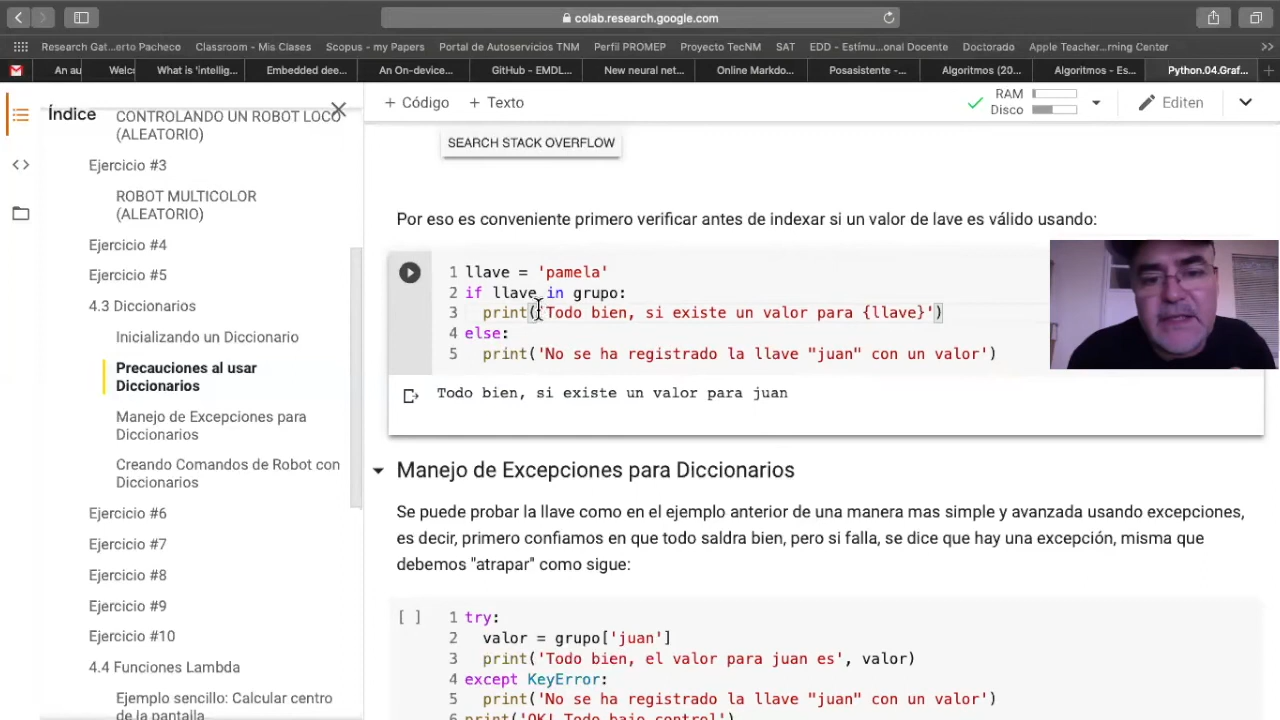 colab.research.google.com
Research Gat...erto Pacheco
Classroom - Mis Clases
Scopus - my Papers
Portal de Autoservicios TNM
Perfil PROMEP
Proyecto TecNM
SAT
EDD - Estímu...onal Docente
Doctorado
Apple Teacher...rning Center
An au
Welc
What is 'intellig...
Embedded dee...
An On-device...
GitHub - EMDL...
New neural net...
Online Markdo...
Posasistente -...
Algoritmos (20...
Algoritmos - Es...
Python.04.Graf...
Índice
CONTROLANDO UN ROBOT LOCO
(ALEATORIO)
Ejercicio #3
ROBOT MULTICOLOR
(ALEATORIO)
Ejercicio #4
Ejercicio #5
4.3 Diccionarios
Inicializando un Diccionario
Precauciones al usar
Diccionarios
Manejo de Excepciones para
Diccionarios
Creando Comandos de Robot con
Diccionarios
Ejercicio #6
Ejercicio #7
Ejercicio #8
Ejercicio #9
Ejercicio #10
4.4 Funciones Lambda
Ejemplo sencillo: Calcular centro
de la pantalla
+ Código + Texto
RAM
Disco
Editen
SEARCH STACK OVERFLOW
Por eso es conveniente primero verificar antes de indexar si un valor de lave es válido usando:
1 llave = 'pamela'
2 if llave in grupo:
3 print('Todo bien, si existe un valor para {llave}')
4 else:
5 print('No se ha registrado la llave "juan" con un valor')
Todo bien, si existe un valor para juan
Manejo de Excepciones para Diccionarios
Se puede probar la llave como en el ejemplo anterior de una manera mas simple y avanzada usando excepciones,
es decir, primero confiamos en que todo saldra bien, pero si falla, se dice que hay una excepción, misma que
debemos "atrapar" como sigue:
[ ] 1 try:
2 valor = grupo['juan']
3 print('Todo bien, el valor para juan es', valor)
4 except KeyError:
5 print('No se ha registrado la llave "juan" con un valor')
6 print('OK! Todo bajo control')